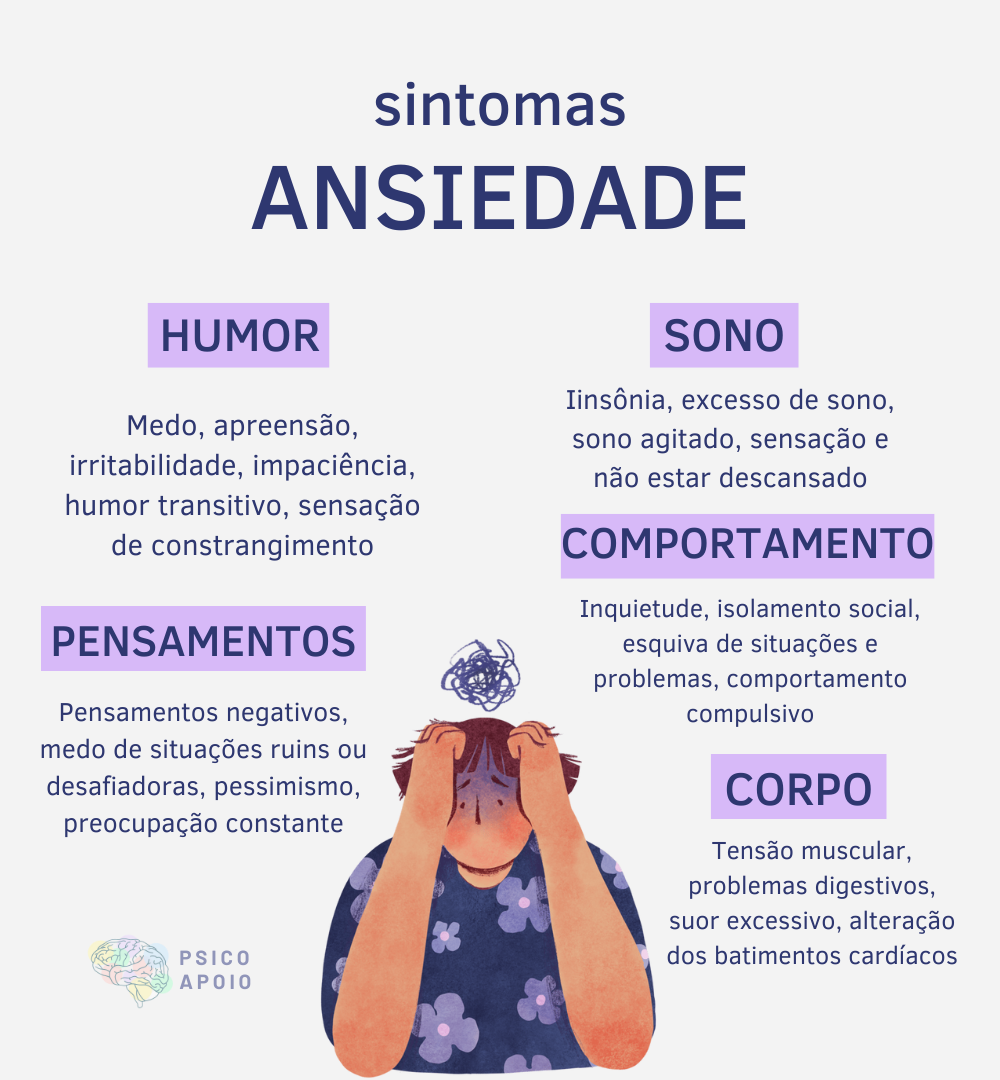 sintomas
ANSIEDADE
HUMOR
Medo, apreensão,
irritabilidade, impaciência,
humor transitivo, sensação
de constrangimento
PENSAMENTOS
Pensamentos negativos,
medo de situações ruins ou
desafiadoras, pessimismo,
preocupação constante
SONO
Iinsônia, excesso de sono,
sono agitado, sensação e
não estar descansado
COMPORTAMENTO
Inquietude, isolamento social,
esquiva de situações e
problemas, comportamento
compulsivo
CORPO
Tensão muscular,
problemas digestivos,
suor excessivo, alteração
dos batimentos cardíacos
PSICO
APOIO